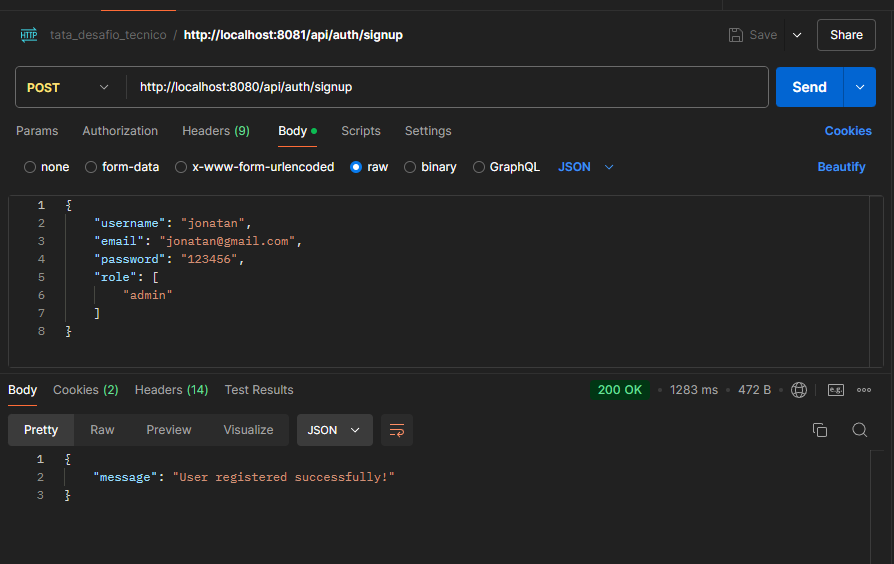 HTTP tata_desafio_tecnico / http://localhost:8081/api/auth/signup Save Share
POST http://localhost:8080/api/auth/signup Send
Params Authorization Headers (9) Body Scripts Settings Cookies
none form-data x-www-form-urlencoded raw binary GraphQL JSON Beautify
1 {
2 "username": "jonatan",
3 "email": "jonatan@gmail.com",
4 "password": "123456",
5 "role": [
6 "admin"
7 ]
8 }
Body Cookies (2) Headers (14) Test Results 200 OK • 1283 ms • 472 B • e.g.
Pretty Raw Preview Visualize JSON
1 {
2 "message": "User registered successfully!"
3 }